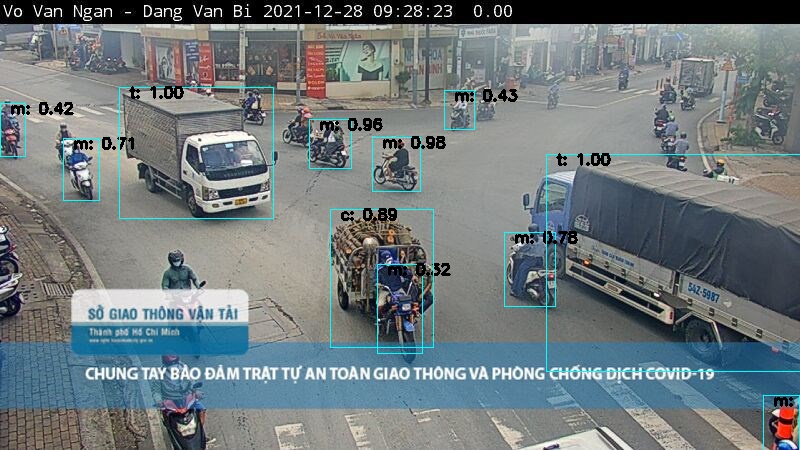 Vo Van Ngan - Dang Van Bi 2021-12-28 09:28:23 0.00
m: 0.42
t: 1.00
m: 0.71
m: 0.96
m: 0.98
m: 0.43
t: 1.00
c: 0.89
m: 0.32
m: 0.78
54Z-5987
SỞ GIAO THÔNG VẬN TẢI
Thành phố Hồ Chí Minh
CHUNG TAY BẢO ĐẢM TRẬT TỰ AN TOÀN GIAO THÔNG VÀ PHÒNG CHỐNG DỊCH COVID-19
m: